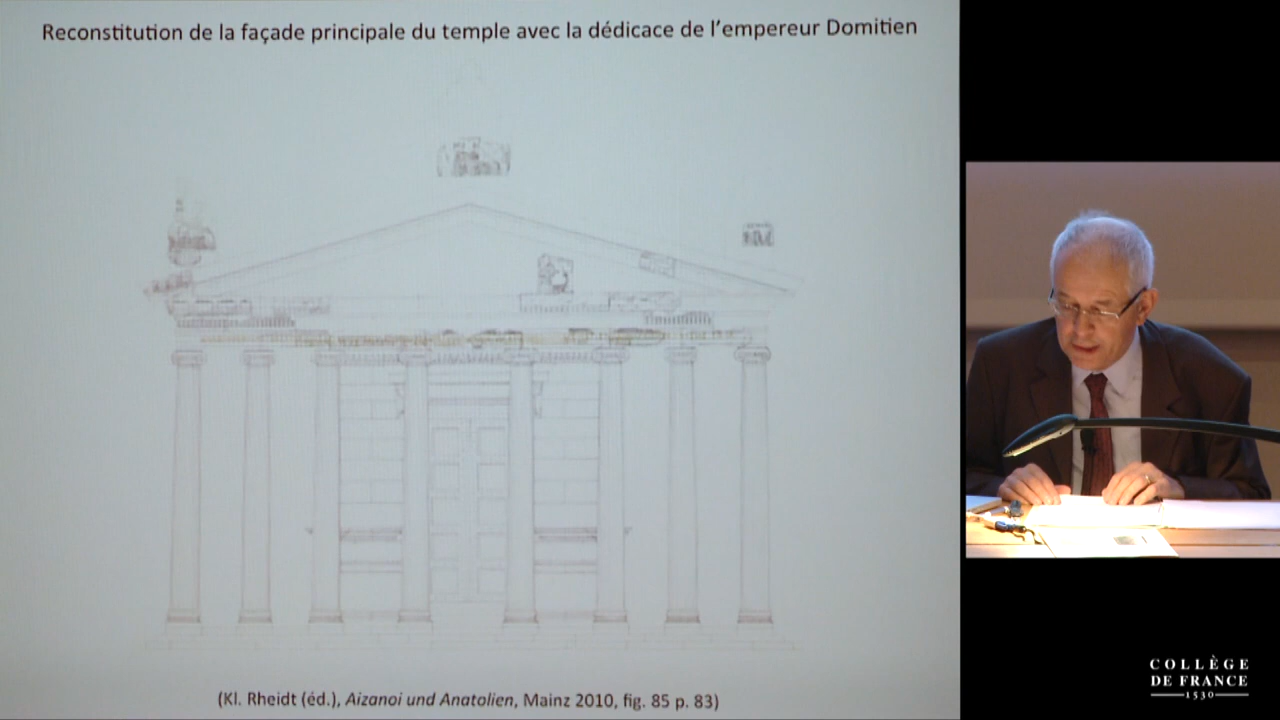 Reconstitution de la façade principale du temple avec la dédicace de l'empereur Domitien
(Kl. Rheidt (éd.), Aizanoi und Anatolien, Mainz 2010, fig. 85 p. 83)
COLLÈGE
DE FRANCE
1530